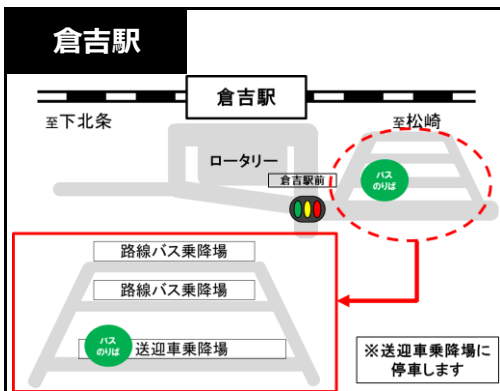 倉吉駅
倉吉駅
至下北条
至松崎
ロータリー
倉吉駅前
バス
のりば
路線バス乗降場
路線バス乗降場
バス
のりば
送迎車乗降場
※送迎車乗降場に
停車します